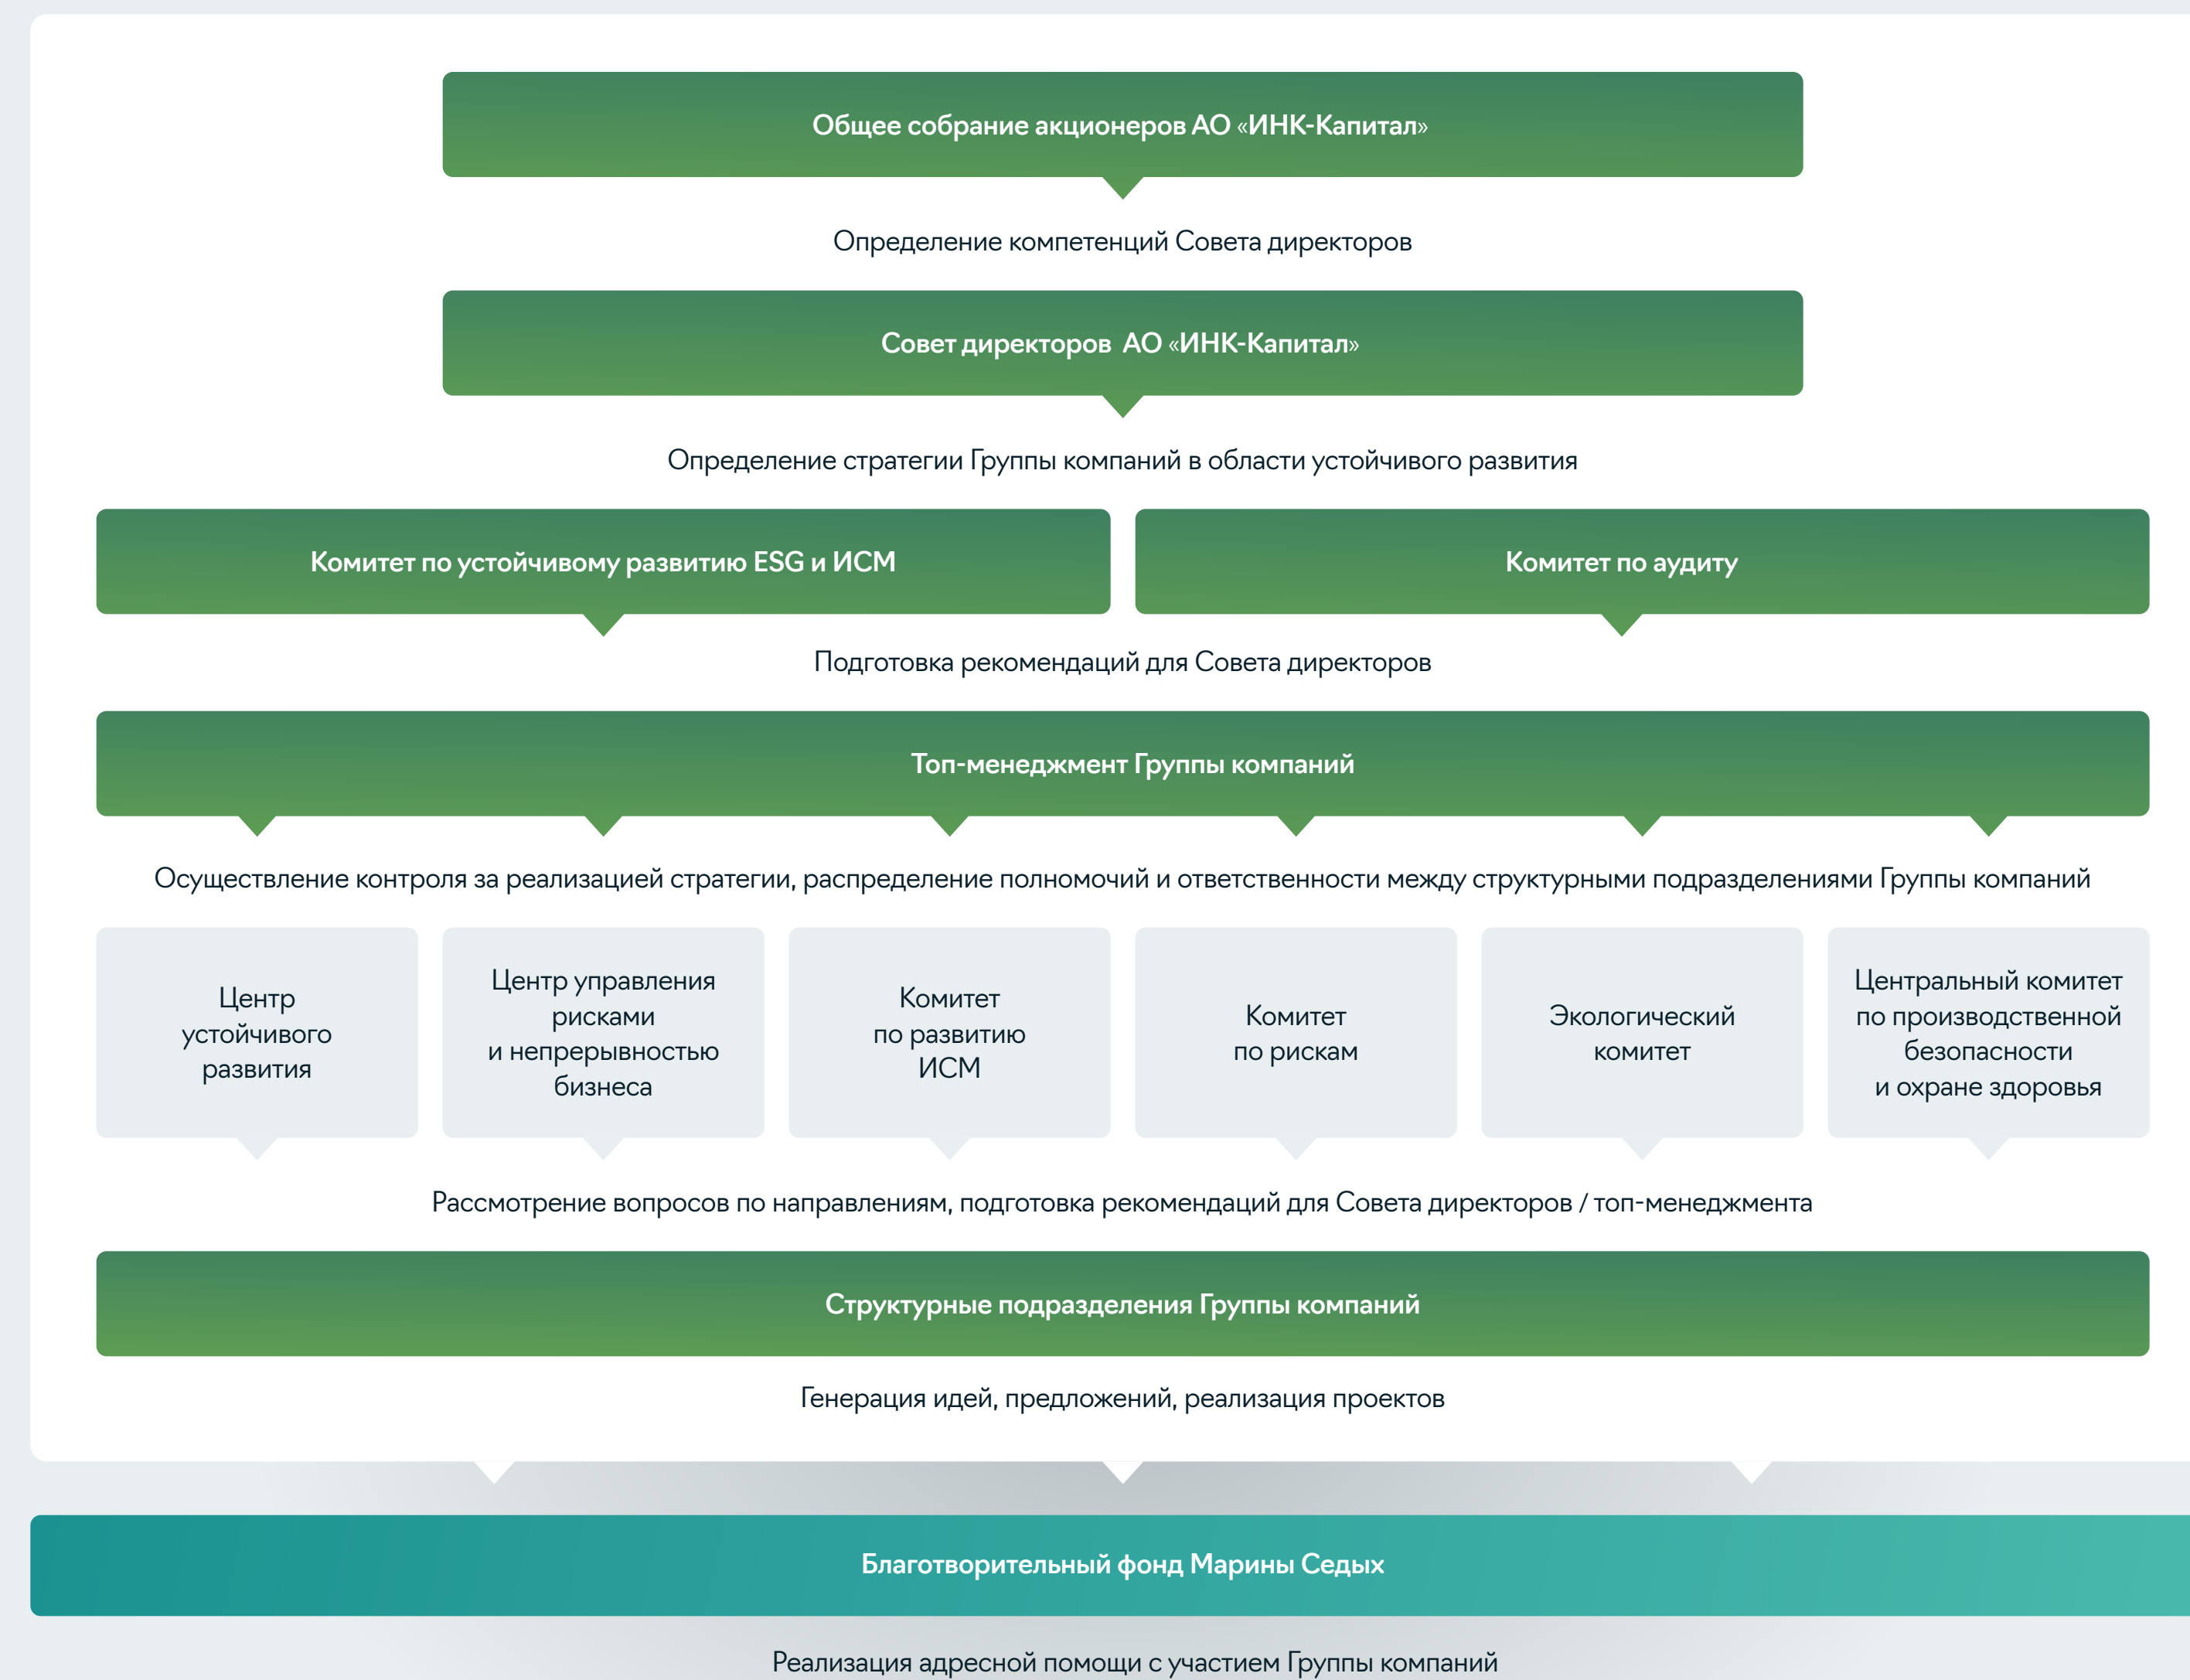 Общее собрание акционеров АО «ИНК-Капитал»
Определение компетенций Совета директоров
Совет директоров АО «ИНК-Капитал»
Определение стратегии Группы компаний в области устойчивого развития
Комитет по устойчивому развитию ESG и ИСМ
Комитет по аудиту
Подготовка рекомендаций для Совета директоров
Топ-менеджмент Группы компаний
Осуществление контроля за реализацией стратегии, распределение полномочий и ответственности между структурными подразделениями Группы компаний
Центр
устойчивого
развития
Центр управления
рисками
и непрерывностью
бизнеса
Комитет
по развитию
ИСМ
Комитет
по рискам
Экологический
комитет
Центральный комитет
по производственной
безопасности
и охране здоровья
Рассмотрение вопросов по направлениям, подготовка рекомендаций для Совета директоров / топ-менеджмента
Структурные подразделения Группы компаний
Генерация идей, предложений, реализация проектов
Благотворительный фонд Марины Седых
Реализация адресной помощи с участием Группы компаний